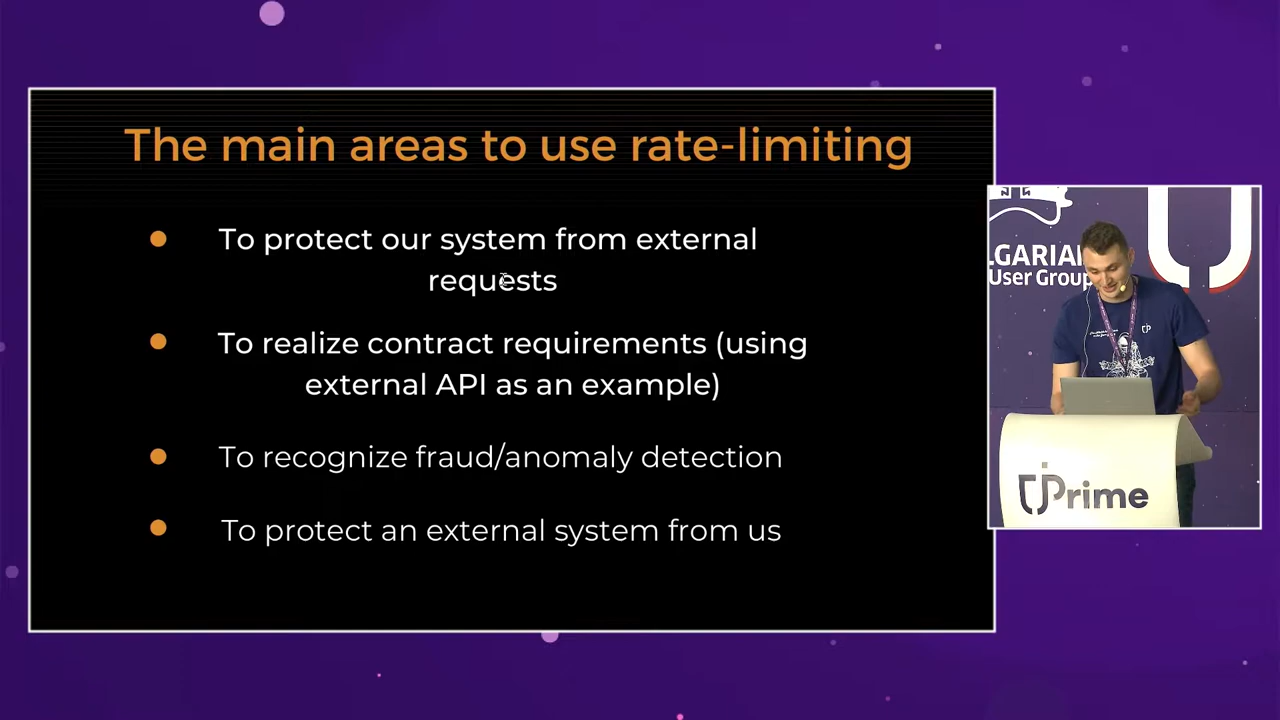 The main areas to use rate-limiting
To protect our system from external
requests
To realize contract requirements (using
external API as an example)
To recognize fraud/anomaly detection
To protect an external system from us
LGARIAN
User Group
Prime